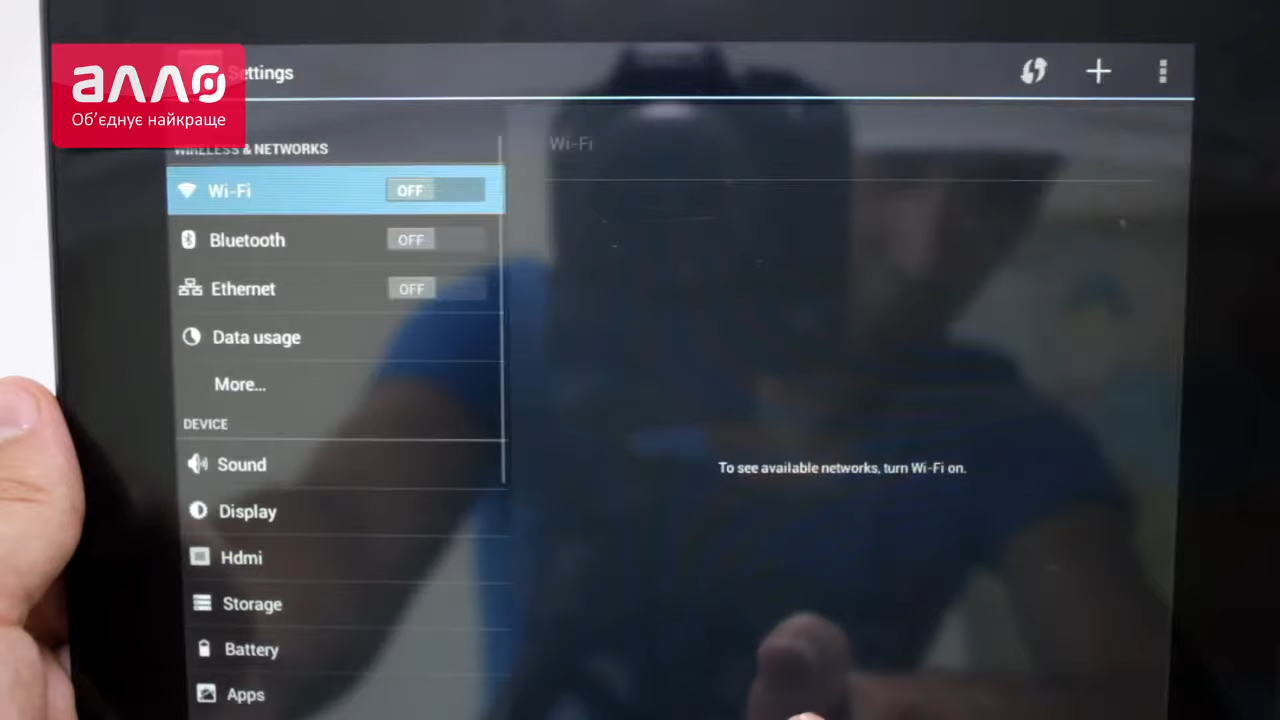 алло
Об'єднує найкраще
Settings
WIRELESS & NETWORKS
Wi-Fi
Wi-Fi OFF
Bluetooth OFF
Ethernet OFF
Data usage
More...
DEVICE
Sound
To see available networks, turn Wi-Fi on.
Display
Hdmi
Storage
Battery
Apps